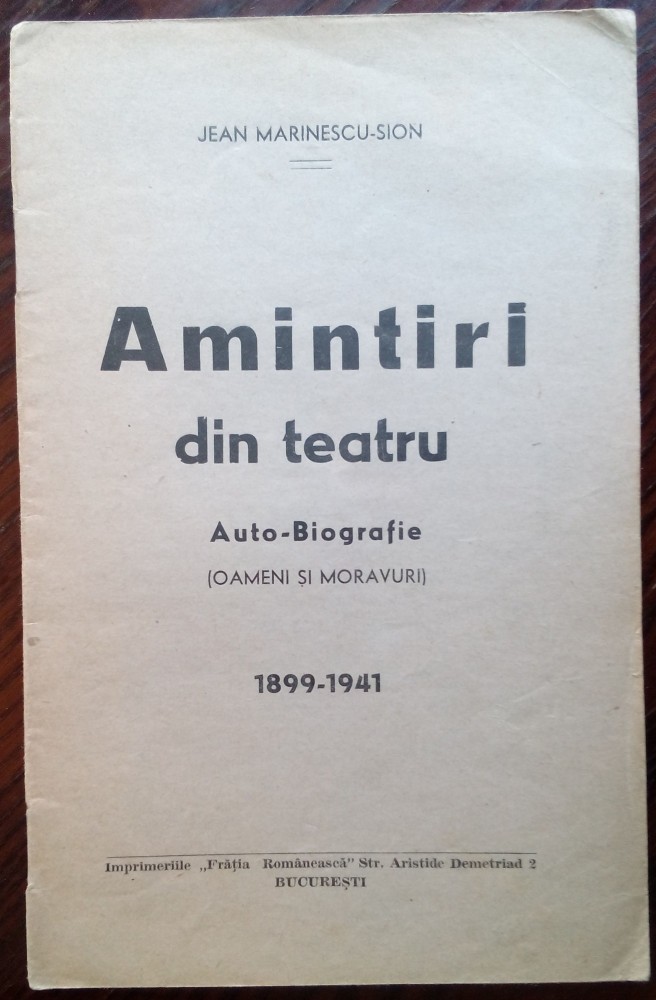 JEAN MARINESCU-SION
Amintiri
din teatru
Auto-Biografie
(OAMENI ȘI MORAVURI)
1899-1941
Imprimeriile „Frăția Românească” Str. Aristide Demetriad 2
BUCUREȘTI